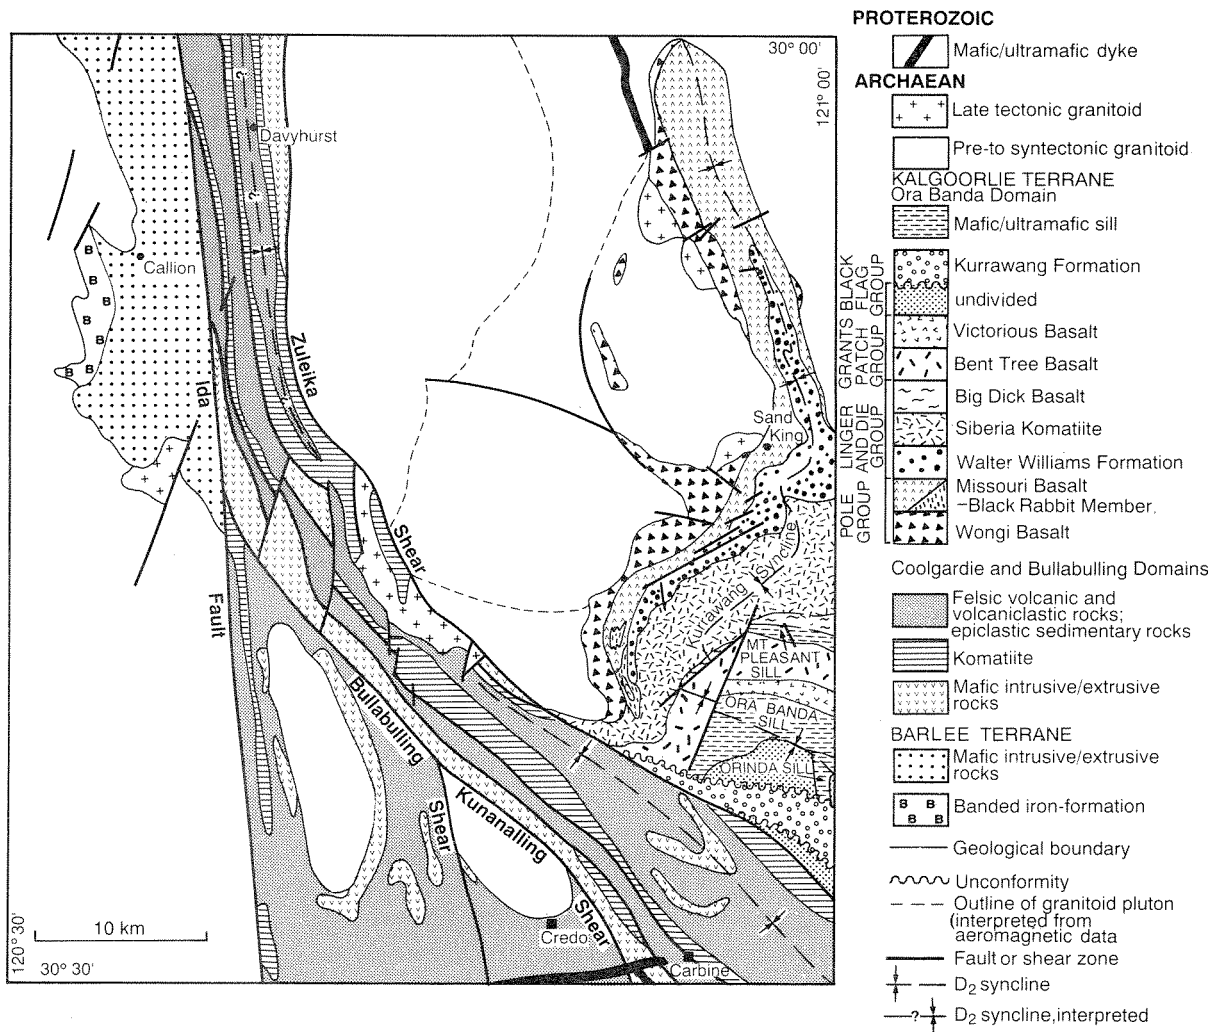 30° 00'
121° 00'
?
Davyhurst
?
Callion
B
B
B
B
B
B
Zuleika
Ida
?
Sand
King
Shear
Fault
Kurrawang Syncline
MT
PLEASANT
SILL
ORA BANDA
SILL
ORINDA SILL
Bullabulling
Shear
Kunanalling
Shear
Credo
Carbine
10 km
120° 30'
30° 30'
PROTEROZOIC
Mafic/ultramafic dyke
ARCHAEAN
Late tectonic granitoid
Pre-to syntectonic granitoid
KALGOORLIE TERRANE
Ora Banda Domain
Mafic/ultramafic sill
Kurrawang Formation
undivided
Victorious Basalt
Bent Tree Basalt
Big Dick Basalt
Siberia Komatiite
Walter Williams Formation
Missouri Basalt
–Black Rabbit Member
Wongi Basalt
BLACK
FLAG
GROUP
GRANTS
PATCH
GROUP
LINGER
AND DIE
GROUP
POLE
GROUP
Coolgardie and Bullabulling Domains
Felsic volcanic and
volcaniclastic rocks;
epiclastic sedimentary rocks
Komatiite
Mafic intrusive/extrusive
rocks
BARLEE TERRANE
Mafic intrusive/extrusive
rocks
B B
B B
Banded iron-formation
Geological boundary
Unconformity
Outline of granitoid pluton
(interpreted from
aeromagnetic data
Fault or shear zone
D₂ syncline
? D₂ syncline, interpreted